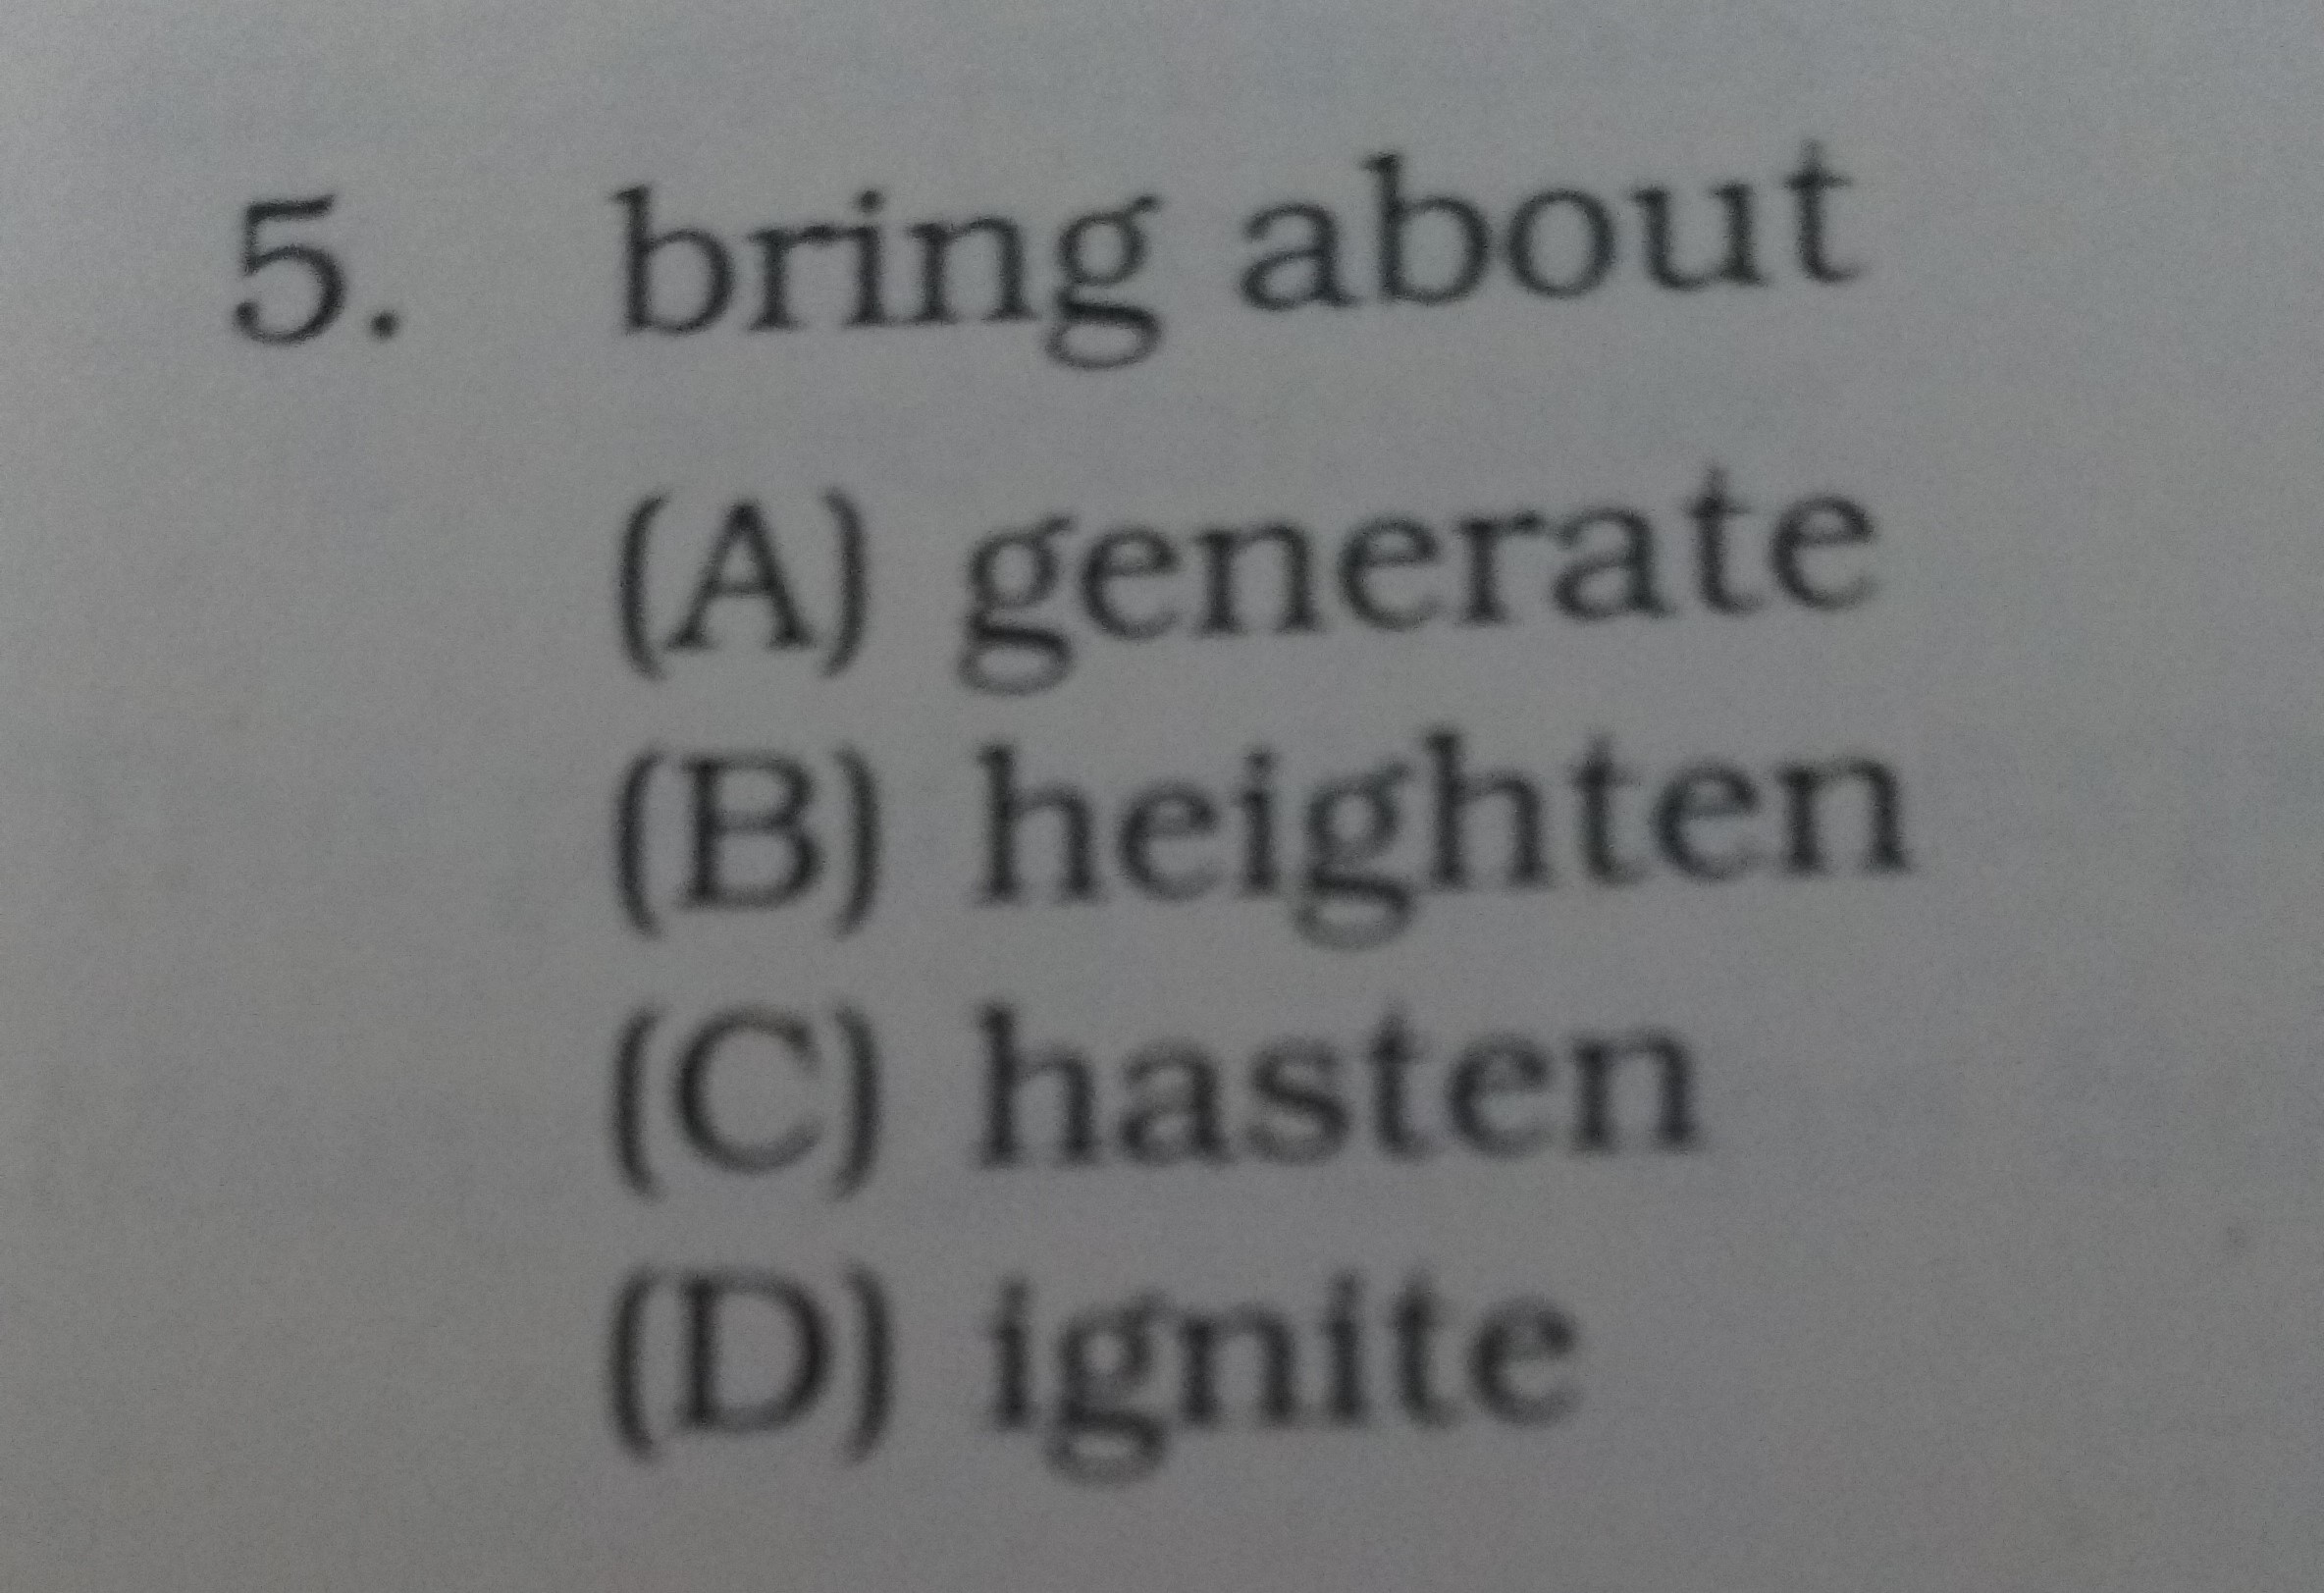 5. bring about
(A) generate
(B) heighten
(C) hasten
(D) ignite